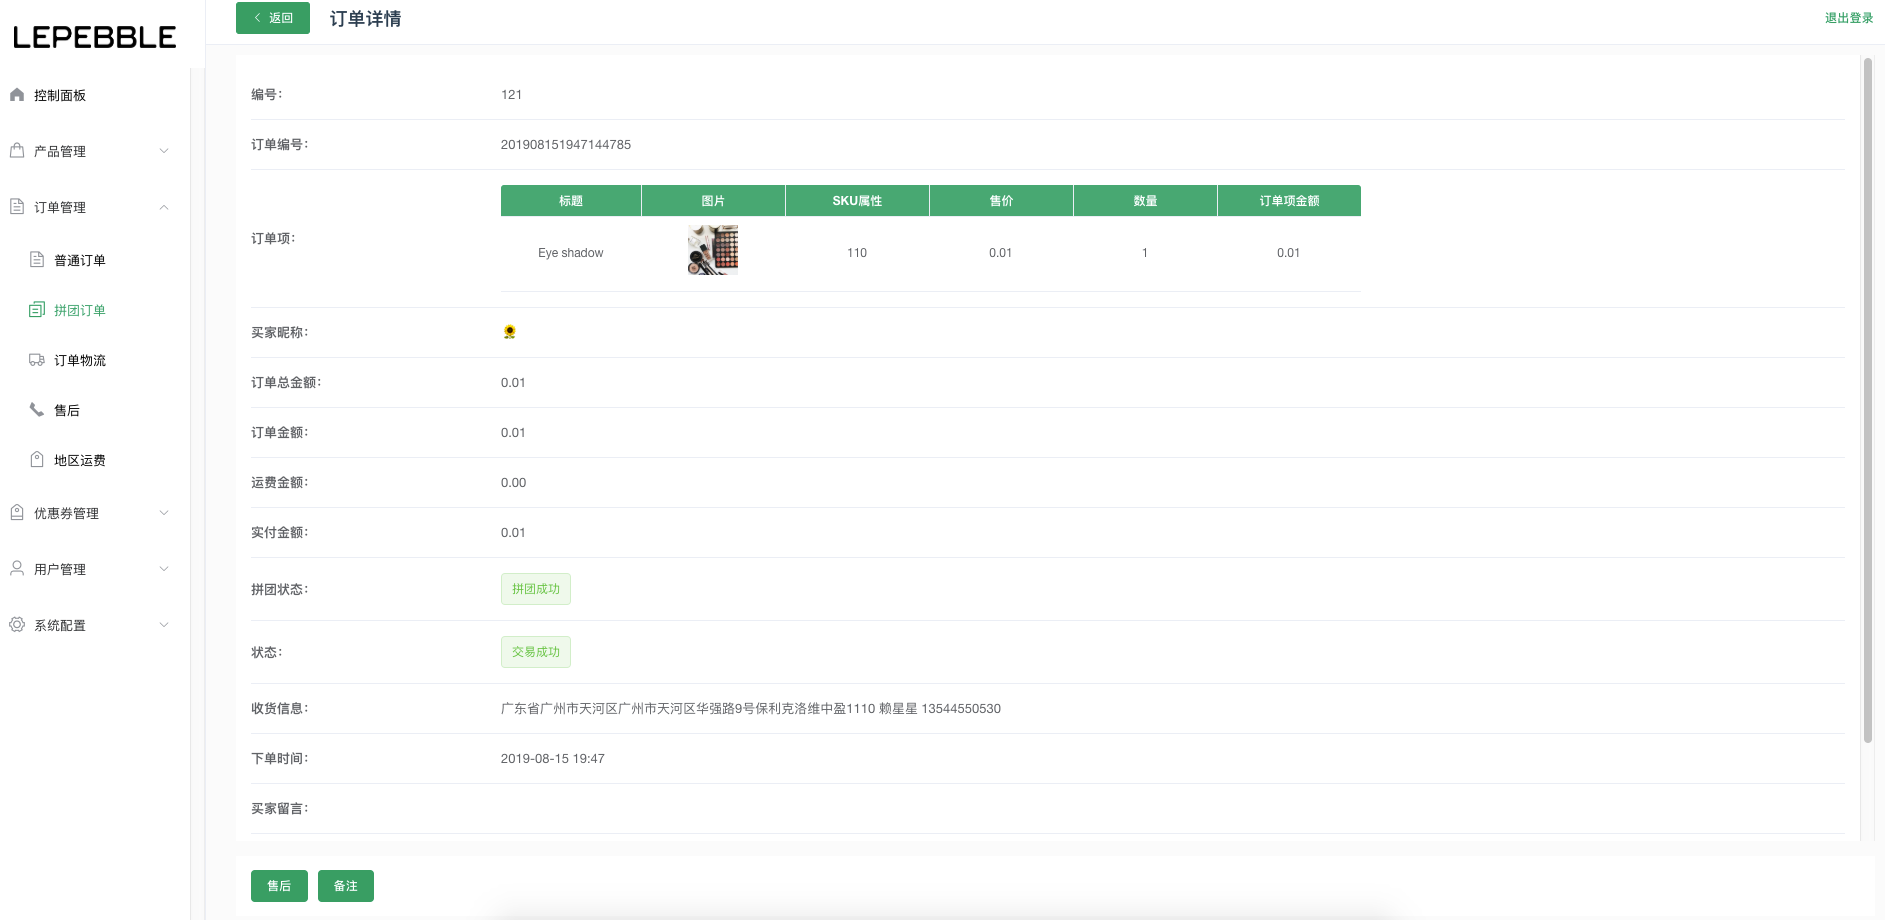 LEPEBBLE
返回
订单详情
退出登录
控制面板
产品管理
订单管理
普通订单
拼团订单
订单物流
售后
地区运费
优惠券管理
用户管理
系统配置
编号：
121
订单编号：
201908151947144785
订单项：
标题 图片 SKU属性 售价 数量 订单项金额
Eye shadow 110 0.01 1 0.01
买家昵称：
🌻
订单总金额：
0.01
订单金额：
0.01
运费金额：
0.00
实付金额：
0.01
拼团状态：
拼团成功
状态：
交易成功
收货信息：
广东省广州市天河区广州市天河区华强路9号保利克洛维中盈1110 赖星星 13544550530
下单时间：
2019-08-15 19:47
买家留言：
售后
备注